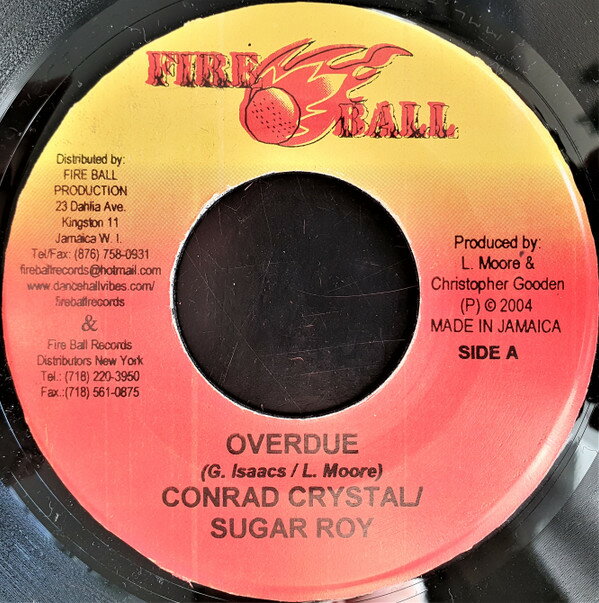 FIRE
BALL
Distributed by:
FIRE BALL
PRODUCTION
23 Dahlia Ave.
Kingston 11
Jamaica W. I.
Tel/Fax: (876) 758-0931
fireballrecords@hotmail.com
www.dancehallvibes.com/
fireballrecords
&
Fire Ball Records
Distributors New York
Tel.: (718) 220-3950
Fax.:(718) 561-0875
Produced by:
L. Moore &
Christopher Gooden
(P) © 2004
MADE IN JAMAICA
SIDE A
OVERDUE
(G. Isaacs / L. Moore)
CONRAD CRYSTAL/
SUGAR ROY